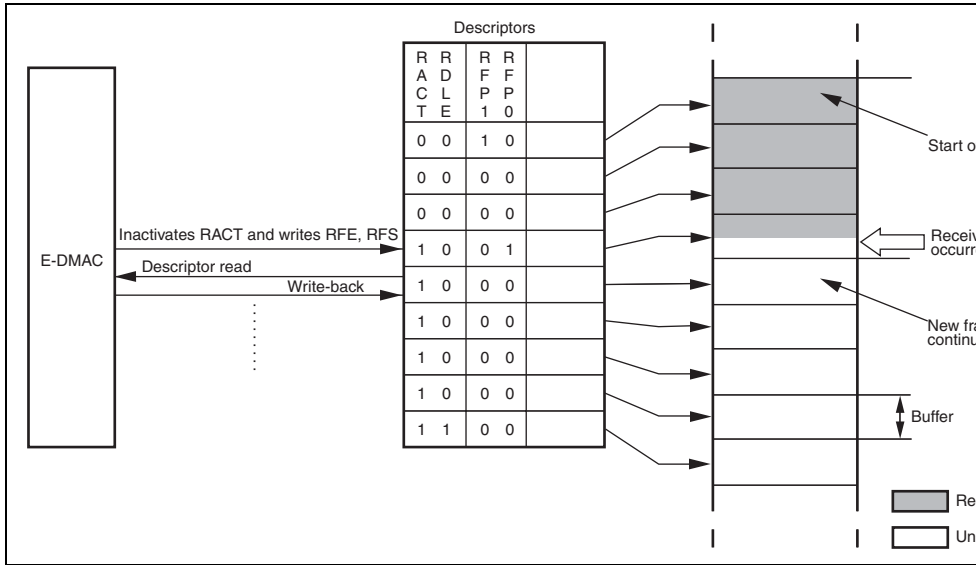 Descriptors
R R R R
A D F F
C L P P
T E 1 0
0 0 1 0
0 0 0 0
0 0 0 0
1 0 0 1
1 0 0 0
1 0 0 0
1 0 0 0
1 0 0 0
1 1 0 0
E-DMAC
Inactivates RACT and writes RFE, RFS
Descriptor read
Write-back
Start
New
Buffer